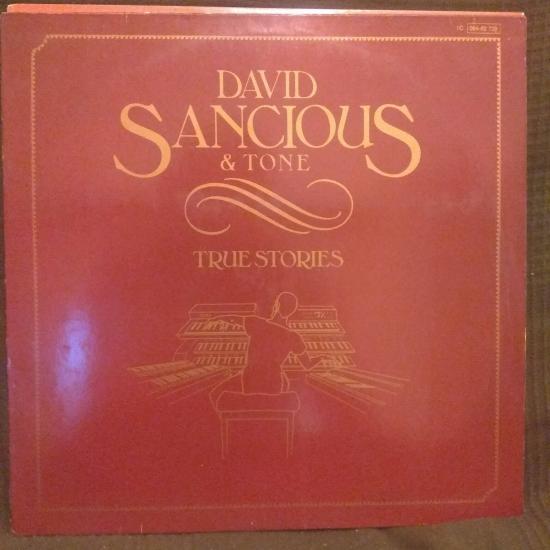 DAVID
SANCIOUS
& TONE
TRUE STORIES